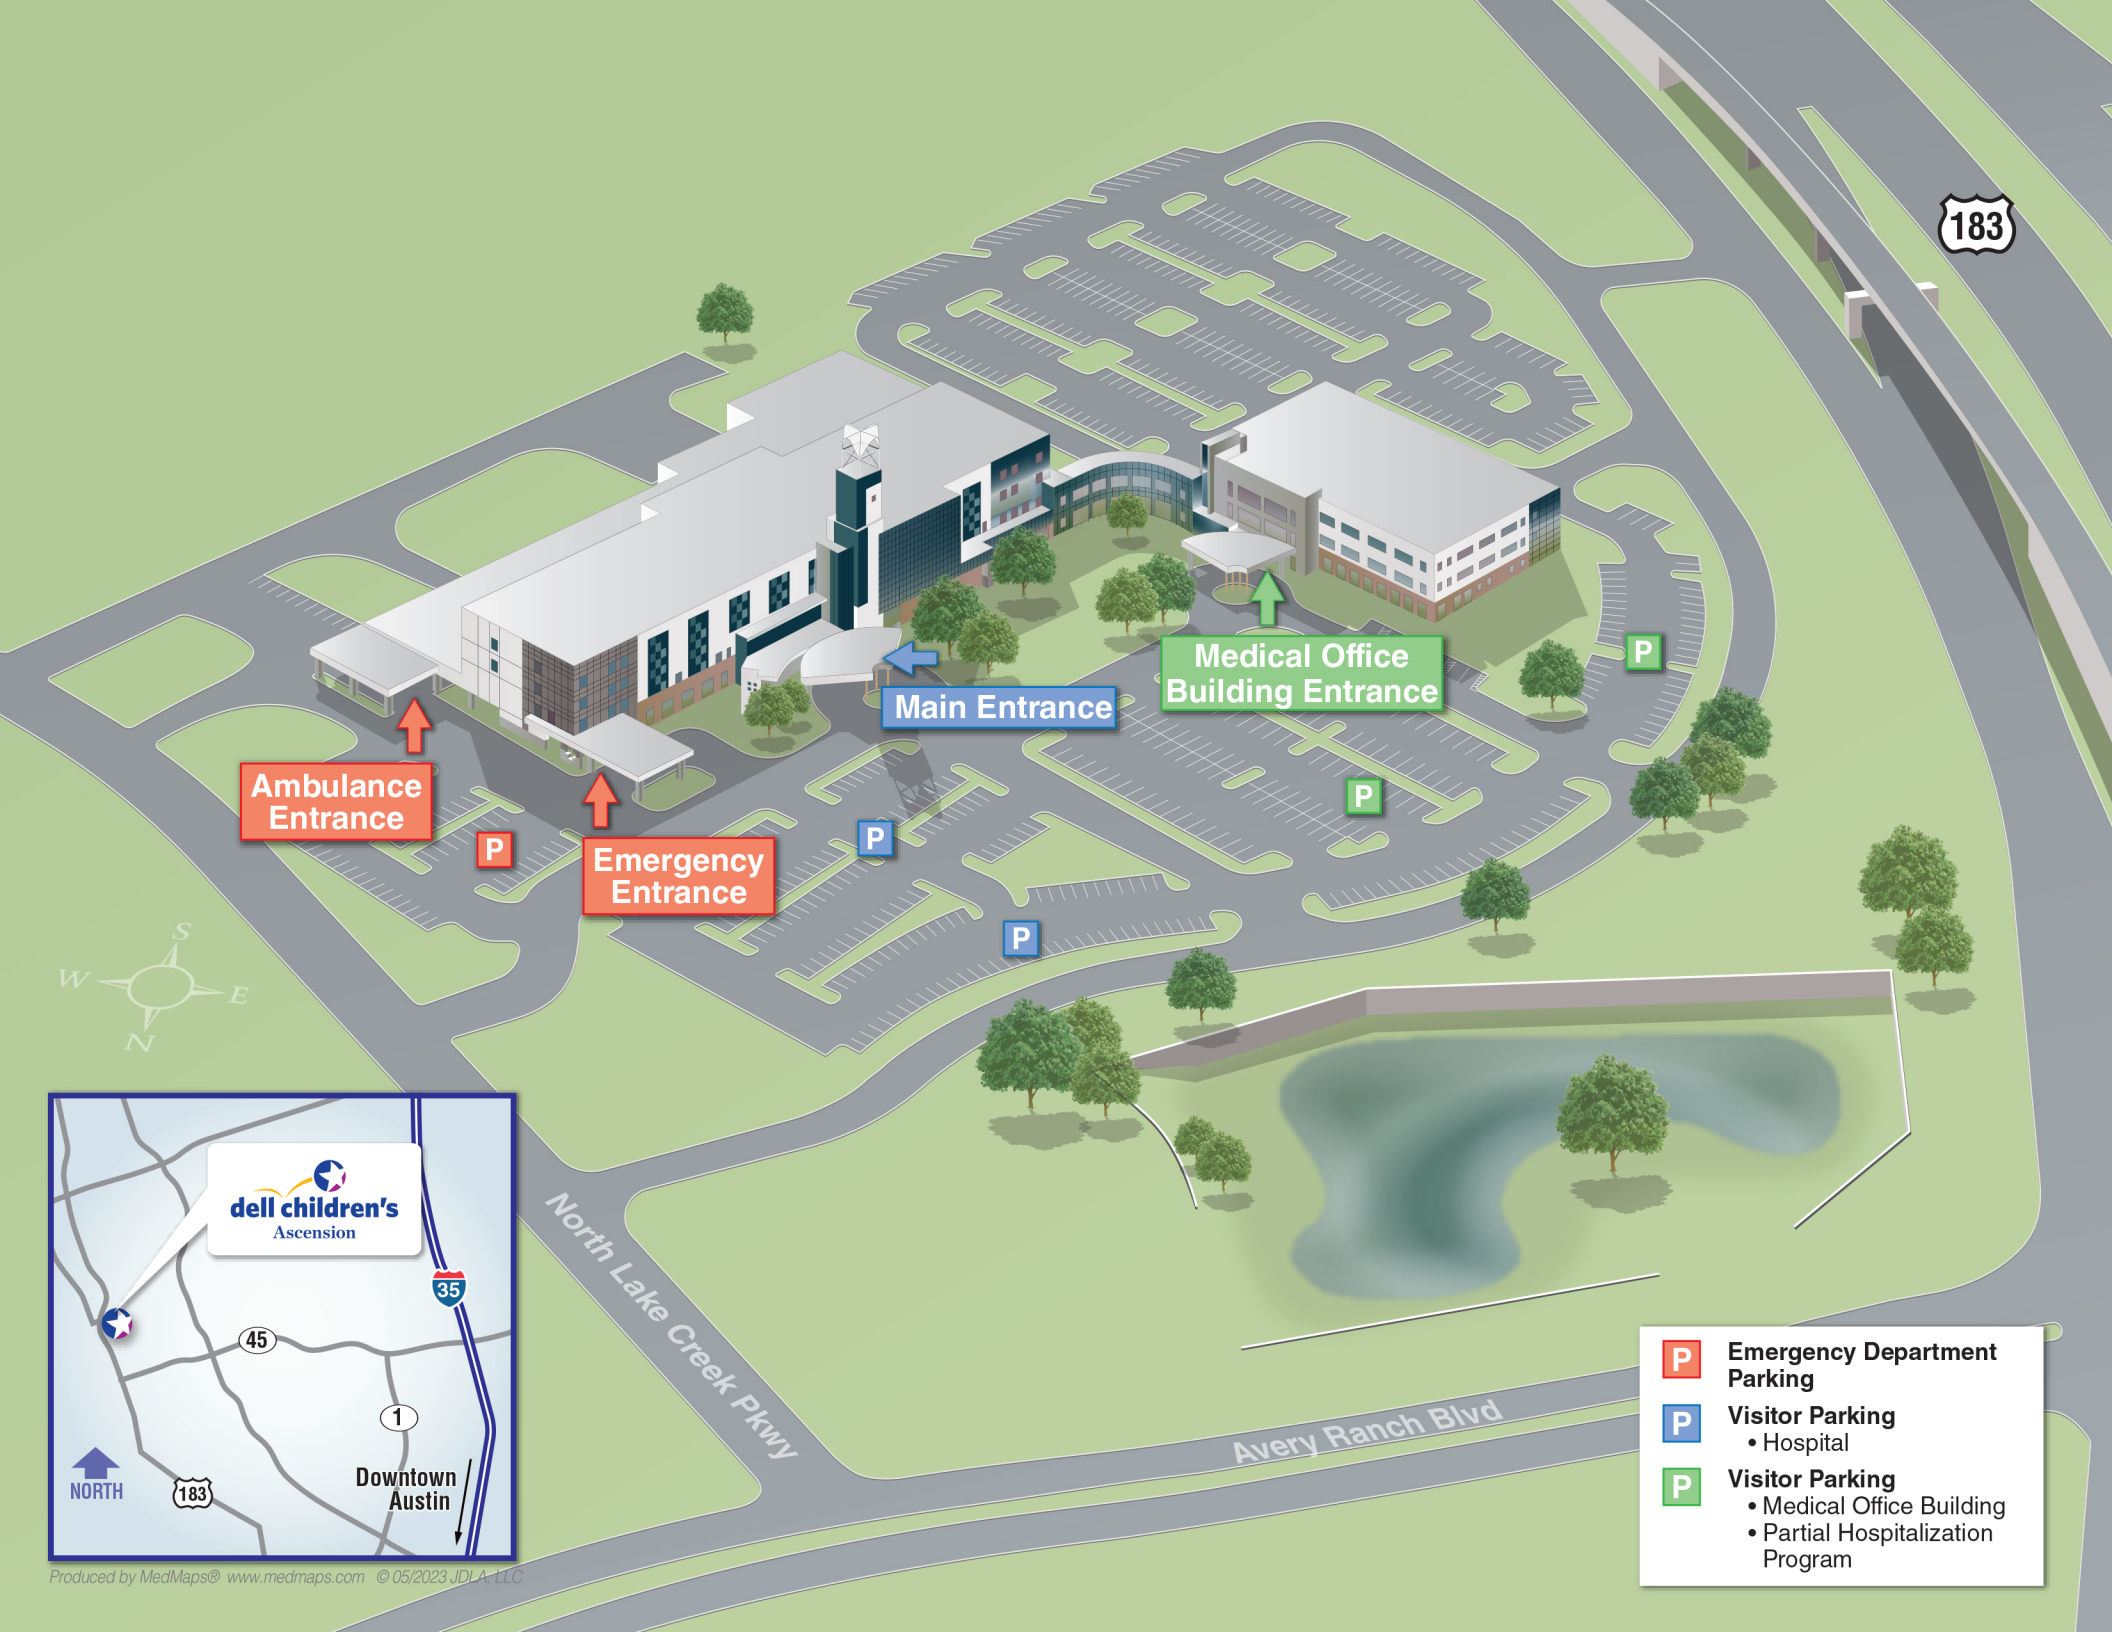 183
P
Medical Office
Building Entrance
Main Entrance
Ambulance
Entrance
P
P
P
Emergency
Entrance
P
S
W
E
N
dell children's
Ascension
35
45
1
NORTH
183
Downtown
Austin
North Lake Creek Pkwy
Avery Ranch Blvd
P Emergency Department
Parking
P Visitor Parking
• Hospital
P Visitor Parking
• Medical Office Building
• Partial Hospitalization
Program
Produced by MedMaps® www.medmaps.com © 05/2023 JDLA, LLC